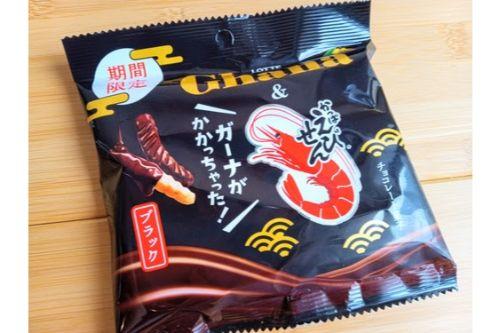 期間
限定
LOTTE
Ghana
&
かっぱ
えび
せん
ガーナが
かかっちゃった!
ブラック
チョコレー